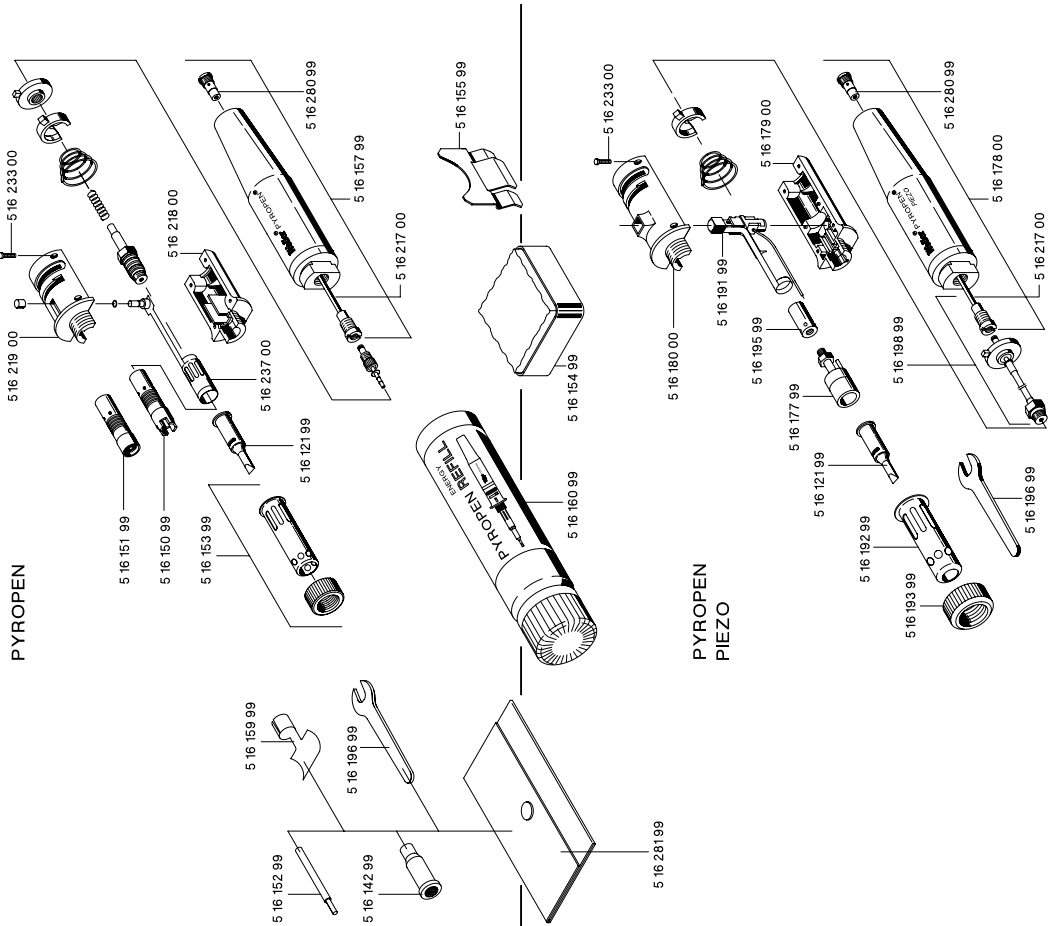 PYROPEN
5 16 219 00
5 16 233 00
5 16 218 00
5 16 280 99
5 16 157 99
5 16 217 00
5 16 237 00
5 16 151 99
5 16 150 99
5 16 121 99
5 16 153 99
PYROPEN
5 16 155 99
5 16 154 99
ENERGY
PYROPEN REFILL
5 16 160 99
5 16 159 99
5 16 196 99
5 16 152 99
5 16 142 99
5 16 281 99
PYROPEN
PIEZO
5 16 233 00
5 16 180 00
5 16 179 00
5 16 191 99
5 16 195 99
5 16 177 99
5 16 121 99
5 16 192 99
5 16 193 99
5 16 196 99
5 16 280 99
5 16 178 00
5 16 217 00
5 16 198 99
Weller PYROPEN
PIEZO